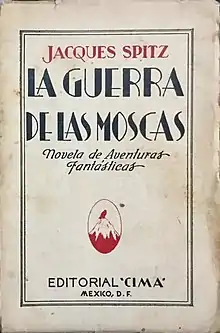 JACQUES SPITZ
LA GUERRA
DE LAS MOSCAS
Novela de Aventuras
Fantásticas
EDITORIAL "CIMA"
MEXICO, D. F.